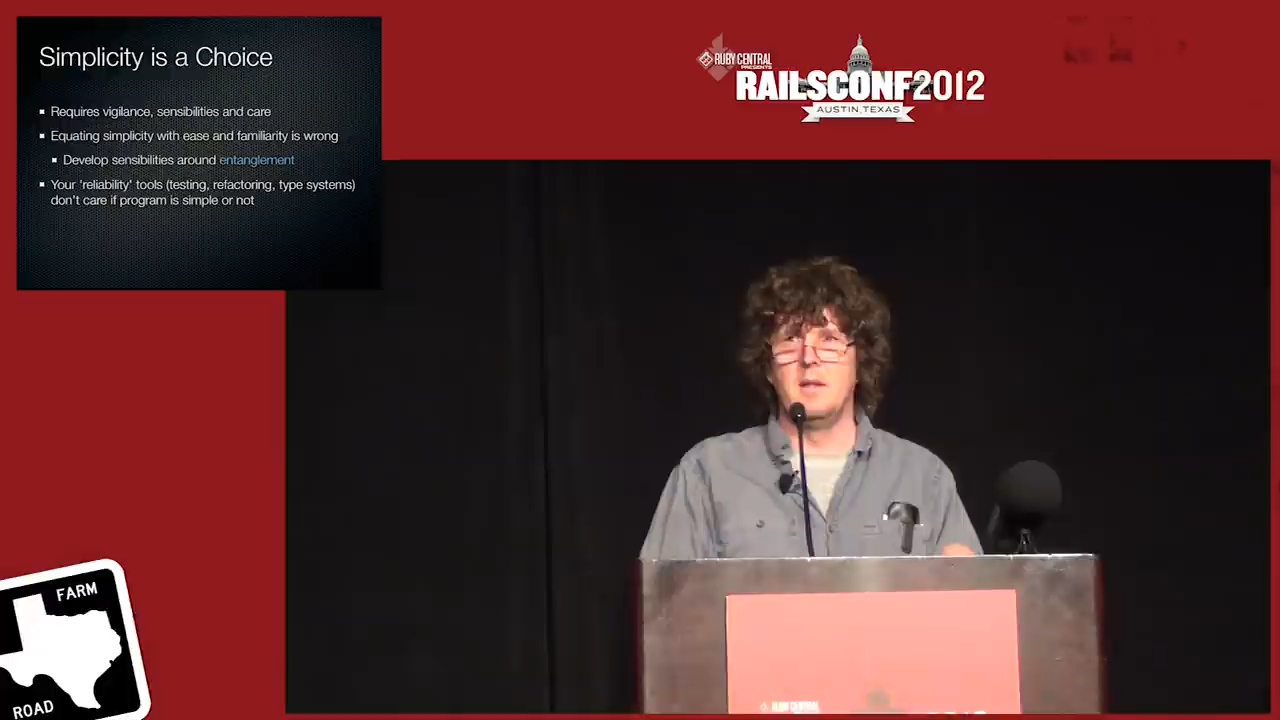 Simplicity is a Choice
Requires vigilance, sensibilities and care
Equating simplicity with ease and familiarity is wrong
Develop sensibilities around entanglement
Your 'reliability' tools (testing, refactoring, type systems)
don't care if program is simple or not
RUBY CENTRAL
PRESENTS
RAILSCONF2012
AUSTIN, TEXAS
FARM
ROAD
RUBY CENTRAL